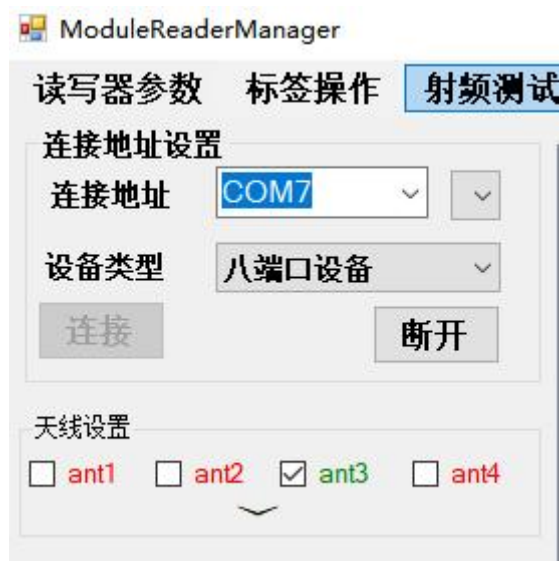 ModuleReaderManager
读写器参数 标签操作 射频测试
连接地址设置
连接地址 COM7
设备类型 八端口设备
连接 断开
天线设置
ant1 ant2 ant3 ant4